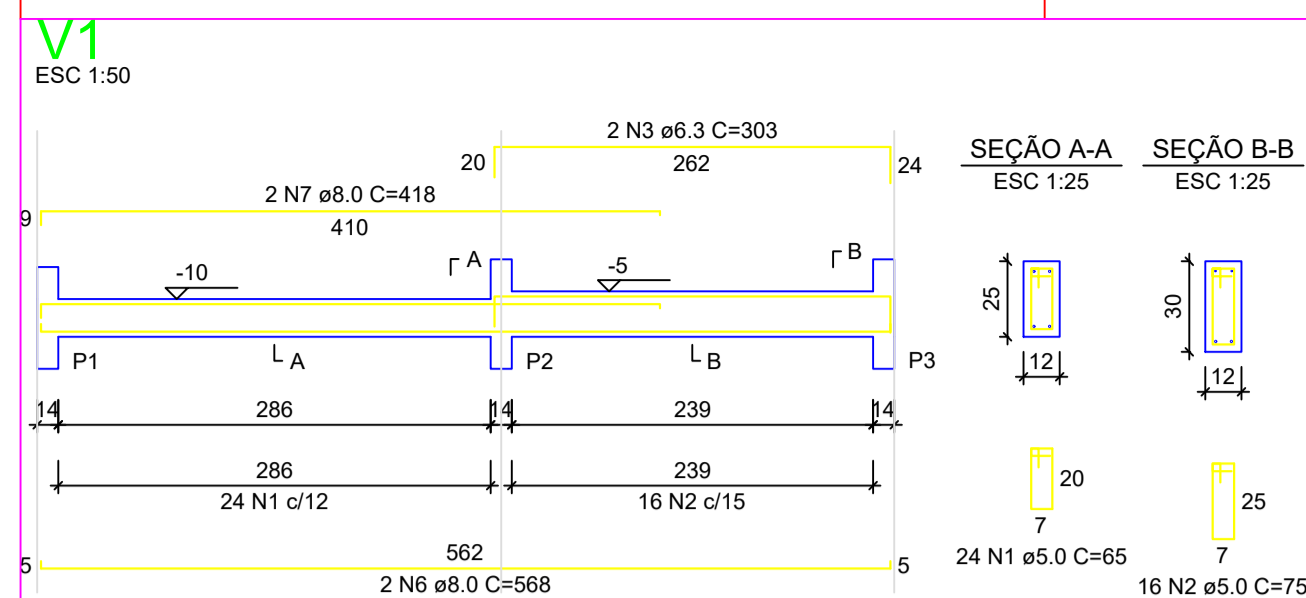 V1
ESC 1:50
2 N3 ø6.3 C=303
20
262
24
2 N7 ø8.0 C=418
9
410
A
B
-10
-5
P1
A
P2
B
P3
14
286
14
239
14
286
239
24 N1 c/12
16 N2 c/15
5
562
5
2 N6 ø8.0 C=568
SEÇÃO A-A
ESC 1:25
25
12
20
7
24 N1 ø5.0 C=65
SEÇÃO B-B
ESC 1:25
30
12
25
7
16 N2 ø5.0 C=75